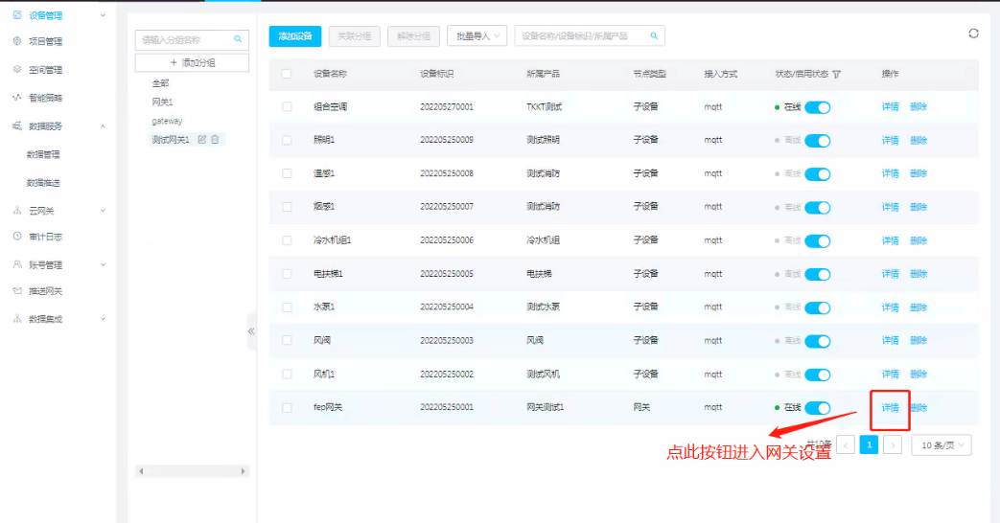 设备管理
项目管理
空间管理
智能策略
数据服务
数据管理
数据推送
云网关
审计日志
账号管理
推送网关
数据集成
请输入分组名称
+ 添加分组
全部
网关1
gateway
测试网关1
添加设备 关联分组 解除分组 批量导入 设备名称/设备标识/所属产品
设备名称 设备标识 所属产品 节点类型 接入方式 状态/启用状态 操作
组合空调 202205270001 TKKT测试 子设备 mqtt 在线 详情 删除
照明1 202205250009 测试照明 子设备 mqtt 离线 详情 删除
温感1 202205250008 测试消防 子设备 mqtt 离线 详情 删除
烟感1 202205250007 测试消防 子设备 mqtt 离线 详情 删除
冷水机组1 202205250006 冷水机组 子设备 mqtt 离线 详情 删除
电扶梯1 202205250005 电扶梯 子设备 mqtt 离线 详情 删除
水泵1 202205250004 测试水泵 子设备 mqtt 离线 详情 删除
风阀 202205250003 风阀 子设备 mqtt 离线 详情 删除
风机1 202205250002 测试风机 子设备 mqtt 离线 详情 删除
fep网关 202205250001 网关测试1 网关 mqtt 在线 详情 删除
共10条 < 1 > 10 条/页
点此按钮进入网关设置